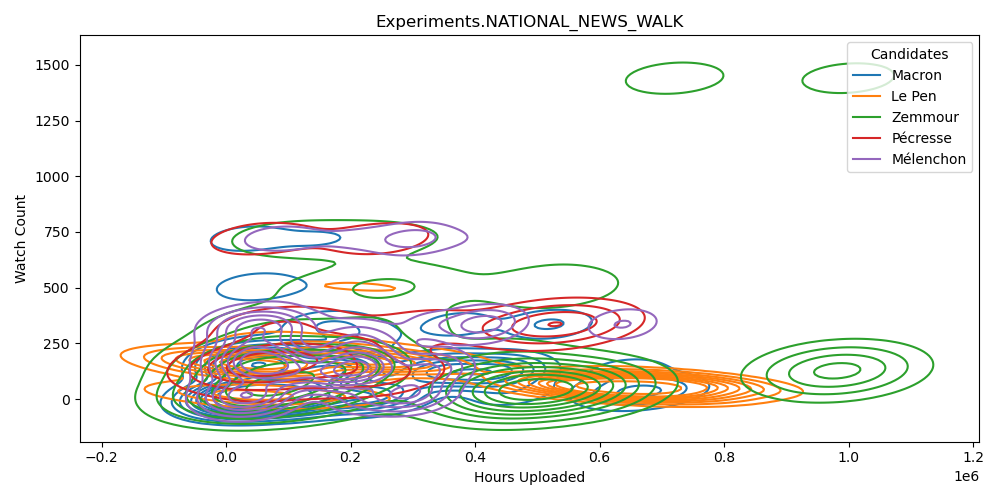 Experiments.NATIONAL_NEWS_WALK
Candidates
Macron
Le Pen
Zemmour
Pécresse
Mélenchon
Watch Count
1500
1250
1000
750
500
250
0
−0.2
0.0
0.2
0.4
0.6
0.8
1.0
1.2
1e6
Hours Uploaded